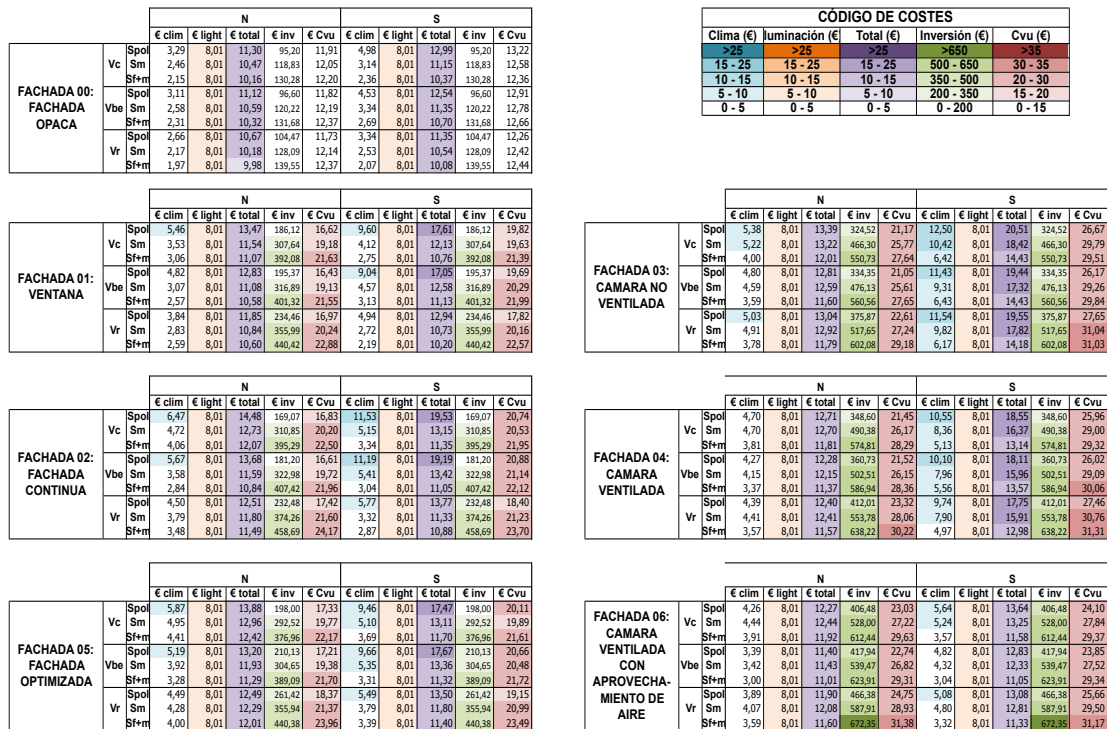 N S
€ clim € light € total € inv € Cvu € clim € light € total € inv € Cvu
FACHADA 00: FACHADA OPACA
Vc Spol 3,29 8,01 11,30 95,20 11,91 4,98 8,01 12,99 95,20 13,22
Sm 2,46 8,01 10,47 118,83 12,05 3,14 8,01 11,15 118,83 12,58
Sf+m 2,15 8,01 10,16 130,28 12,20 2,36 8,01 10,37 130,28 12,36
Vbe Spol 3,11 8,01 11,12 96,60 11,82 4,53 8,01 12,54 96,60 12,91
Sm 2,58 8,01 10,59 120,22 12,19 3,34 8,01 11,35 120,22 12,78
Sf+m 2,31 8,01 10,32 131,68 12,37 2,69 8,01 10,70 131,68 12,66
Vr Spol 2,66 8,01 10,67 104,47 11,73 3,34 8,01 11,35 104,47 12,26
Sm 2,17 8,01 10,18 128,09 12,14 2,53 8,01 10,54 128,09 12,42
Sf+m 1,97 8,01 9,98 139,55 12,37 2,07 8,01 10,08 139,55 12,44
CÓDIGO DE COSTES
Clima (€) luminación (€ Total (€) Inversión (€) Cvu (€)
>25 >25 >25 >650 >35
15 - 25 15 - 25 15 - 25 500 - 650 30 - 35
10 - 15 10 - 15 10 - 15 350 - 500 20 - 30
5 - 10 5 - 10 5 - 10 200 - 350 15 - 20
0 - 5 0 - 5 0 - 5 0 - 200 0 - 15
N S
€ clim € light € total € inv € Cvu € clim € light € total € inv € Cvu
FACHADA 01: VENTANA
Vc Spol 5,46 8,01 13,47 186,12 16,62 9,60 8,01 17,61 186,12 19,82
Sm 3,53 8,01 11,54 307,64 19,18 4,12 8,01 12,13 307,64 19,63
Sf+m 3,06 8,01 11,07 392,08 21,63 2,75 8,01 10,76 392,08 21,39
Vbe Spol 4,82 8,01 12,83 195,37 16,43 9,04 8,01 17,05 195,37 19,69
Sm 3,07 8,01 11,08 316,89 19,13 4,57 8,01 12,58 316,89 20,29
Sf+m 2,57 8,01 10,58 401,32 21,55 3,13 8,01 11,13 401,32 21,99
Vr Spol 3,84 8,01 11,85 234,46 16,97 4,94 8,01 12,94 234,46 17,82
Sm 2,83 8,01 10,84 355,99 20,24 2,72 8,01 10,73 355,99 20,16
Sf+m 2,59 8,01 10,60 440,42 22,88 2,19 8,01 10,20 440,42 22,57
N S
€ clim € light € total € inv € Cvu € clim € light € total € inv € Cvu
FACHADA 03: CAMARA NO VENTILADA
Vc Spol 5,38 8,01 13,39 324,52 21,17 12,50 8,01 20,51 324,52 26,67
Sm 5,22 8,01 13,22 466,30 25,77 10,42 8,01 18,42 466,30 29,79
Sf+m 4,00 8,01 12,01 550,73 27,64 6,42 8,01 14,43 550,73 29,51
Vbe Spol 4,80 8,01 12,81 334,35 21,05 11,43 8,01 19,44 334,35 26,17
Sm 4,59 8,01 12,59 476,13 25,61 9,31 8,01 17,32 476,13 29,26
Sf+m 3,59 8,01 11,60 560,56 27,65 6,43 8,01 14,43 560,56 29,84
Vr Spol 5,03 8,01 13,04 375,87 22,61 11,54 8,01 19,55 375,87 27,65
Sm 4,91 8,01 12,92 517,65 27,24 9,82 8,01 17,82 517,65 31,04
Sf+m 3,78 8,01 11,79 602,08 29,18 6,17 8,01 14,18 602,08 31,03
N S
€ clim € light € total € inv € Cvu € clim € light € total € inv € Cvu
FACHADA 02: FACHADA CONTINUA
Vc Spol 6,47 8,01 14,48 169,07 16,83 11,53 8,01 19,53 169,07 20,74
Sm 4,72 8,01 12,73 310,85 20,20 5,15 8,01 13,15 310,85 20,53
Sf+m 4,06 8,01 12,07 395,29 22,50 3,34 8,01 11,35 395,29 21,95
Vbe Spol 5,67 8,01 13,68 181,20 16,61 11,19 8,01 19,19 181,20 20,88
Sm 3,58 8,01 11,59 322,98 19,72 5,41 8,01 13,42 322,98 21,14
Sf+m 2,84 8,01 10,84 407,42 21,96 3,04 8,01 11,05 407,42 22,12
Vr Spol 4,50 8,01 12,51 232,48 17,42 5,77 8,01 13,77 232,48 18,40
Sm 3,79 8,01 11,80 374,26 21,60 3,32 8,01 11,33 374,26 21,23
Sf+m 3,48 8,01 11,49 458,69 24,17 2,87 8,01 10,88 458,69 23,70
N S
€ clim € light € total € inv € Cvu € clim € light € total € inv € Cvu
FACHADA 04: CAMARA VENTILADA
Vc Spol 4,70 8,01 12,71 348,60 21,45 10,55 8,01 18,55 348,60 25,96
Sm 4,70 8,01 12,70 490,38 26,17 8,36 8,01 16,37 490,38 29,00
Sf+m 3,81 8,01 11,81 574,81 28,29 5,13 8,01 13,14 574,81 29,32
Vbe Spol 4,27 8,01 12,28 360,73 21,52 10,10 8,01 18,11 360,73 26,02
Sm 4,15 8,01 12,15 502,51 26,15 7,96 8,01 15,96 502,51 29,09
Sf+m 3,37 8,01 11,37 586,94 28,36 5,56 8,01 13,57 586,94 30,06
Vr Spol 4,39 8,01 12,40 412,01 23,32 9,74 8,01 17,75 412,01 27,46
Sm 4,41 8,01 12,41 553,78 28,06 7,90 8,01 15,91 553,78 30,76
Sf+m 3,57 8,01 11,57 638,22 30,22 4,97 8,01 12,98 638,22 31,31
N S
€ clim € light € total € inv € Cvu € clim € light € total € inv € Cvu
FACHADA 05: FACHADA OPTIMIZADA
Vc Spol 5,87 8,01 13,88 198,00 17,33 9,46 8,01 17,47 198,00 20,11
Sm 4,95 8,01 12,96 292,52 19,77 5,10 8,01 13,11 292,52 19,89
Sf+m 4,41 8,01 12,42 376,96 22,17 3,69 8,01 11,70 376,96 21,61
Vbe Spol 5,19 8,01 13,20 210,13 17,21 9,66 8,01 17,67 210,13 20,66
Sm 3,92 8,01 11,93 304,65 19,38 5,35 8,01 13,36 304,65 20,48
Sf+m 3,28 8,01 11,29 389,09 21,70 3,31 8,01 11,32 389,09 21,72
Vr Spol 4,49 8,01 12,49 261,42 18,37 5,49 8,01 13,50 261,42 19,15
Sm 4,28 8,01 12,29 355,94 21,37 3,79 8,01 11,80 355,94 20,99
Sf+m 4,00 8,01 12,01 440,38 23,96 3,39 8,01 11,40 440,38 23,49
N S
€ clim € light € total € inv € Cvu € clim € light € total € inv € Cvu
FACHADA 06: CAMARA VENTILADA CON APROVECHA- MIENTO DE AIRE
Vc Spol 4,26 8,01 12,27 406,48 23,03 5,64 8,01 13,64 406,48 24,10
Sm 4,44 8,01 12,44 528,00 27,22 5,24 8,01 13,25 528,00 27,84
Sf+m 3,91 8,01 11,92 612,44 29,63 3,57 8,01 11,58 612,44 29,37
Vbe Spol 3,39 8,01 11,40 417,94 22,74 4,82 8,01 12,83 417,94 23,85
Sm 3,42 8,01 11,43 539,47 26,82 4,32 8,01 12,33 539,47 27,52
Sf+m 3,00 8,01 11,01 623,91 29,31 3,04 8,01 11,05 623,91 29,34
Vr Spol 3,89 8,01 11,90 466,38 24,75 5,08 8,01 13,08 466,38 25,66
Sm 4,07 8,01 12,08 587,91 28,93 4,80 8,01 12,81 587,91 29,50
Sf+m 3,59 8,01 11,60 672,35 31,38 3,32 8,01 11,33 672,35 31,17